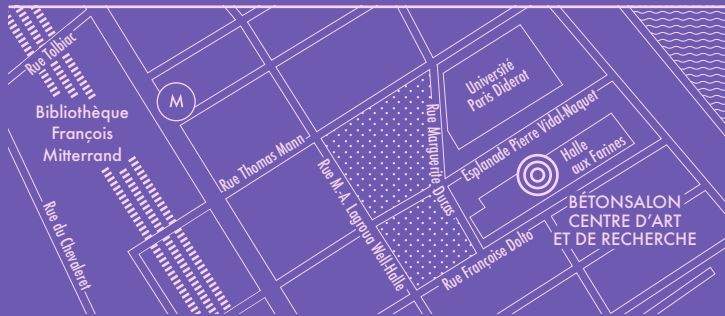 Rue Tolbiac
M
Bibliothèque
François
Mitterrand
Rue du Chevaleret
Rue Thomas Mann
Rue M.-A. Lagroua Weill-Halle
Rue Marguerite Duras
Université
Paris Diderot
Esplanade Pierre Vidal-Naquet
Halle
aux Farines
Rue Françoise Dolto
BÉTONSALON
CENTRE D'ART
ET DE RECHERCHE